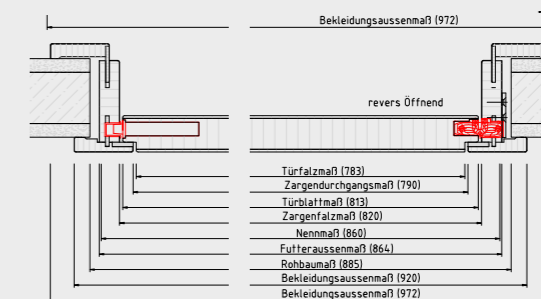 Bekleidungsaussenmaß (972)
revers Öffnend
Türfalzmaß (783)
Zargendurchgangsmaß (790)
Türblattmaß (813)
Zargenfalzmaß (820)
Nennmaß (860)
Futteraussenmaß (864)
Rohbaumaß (885)
Bekleidungsaussenmaß (920)
Bekleidungsaussenmaß (972)